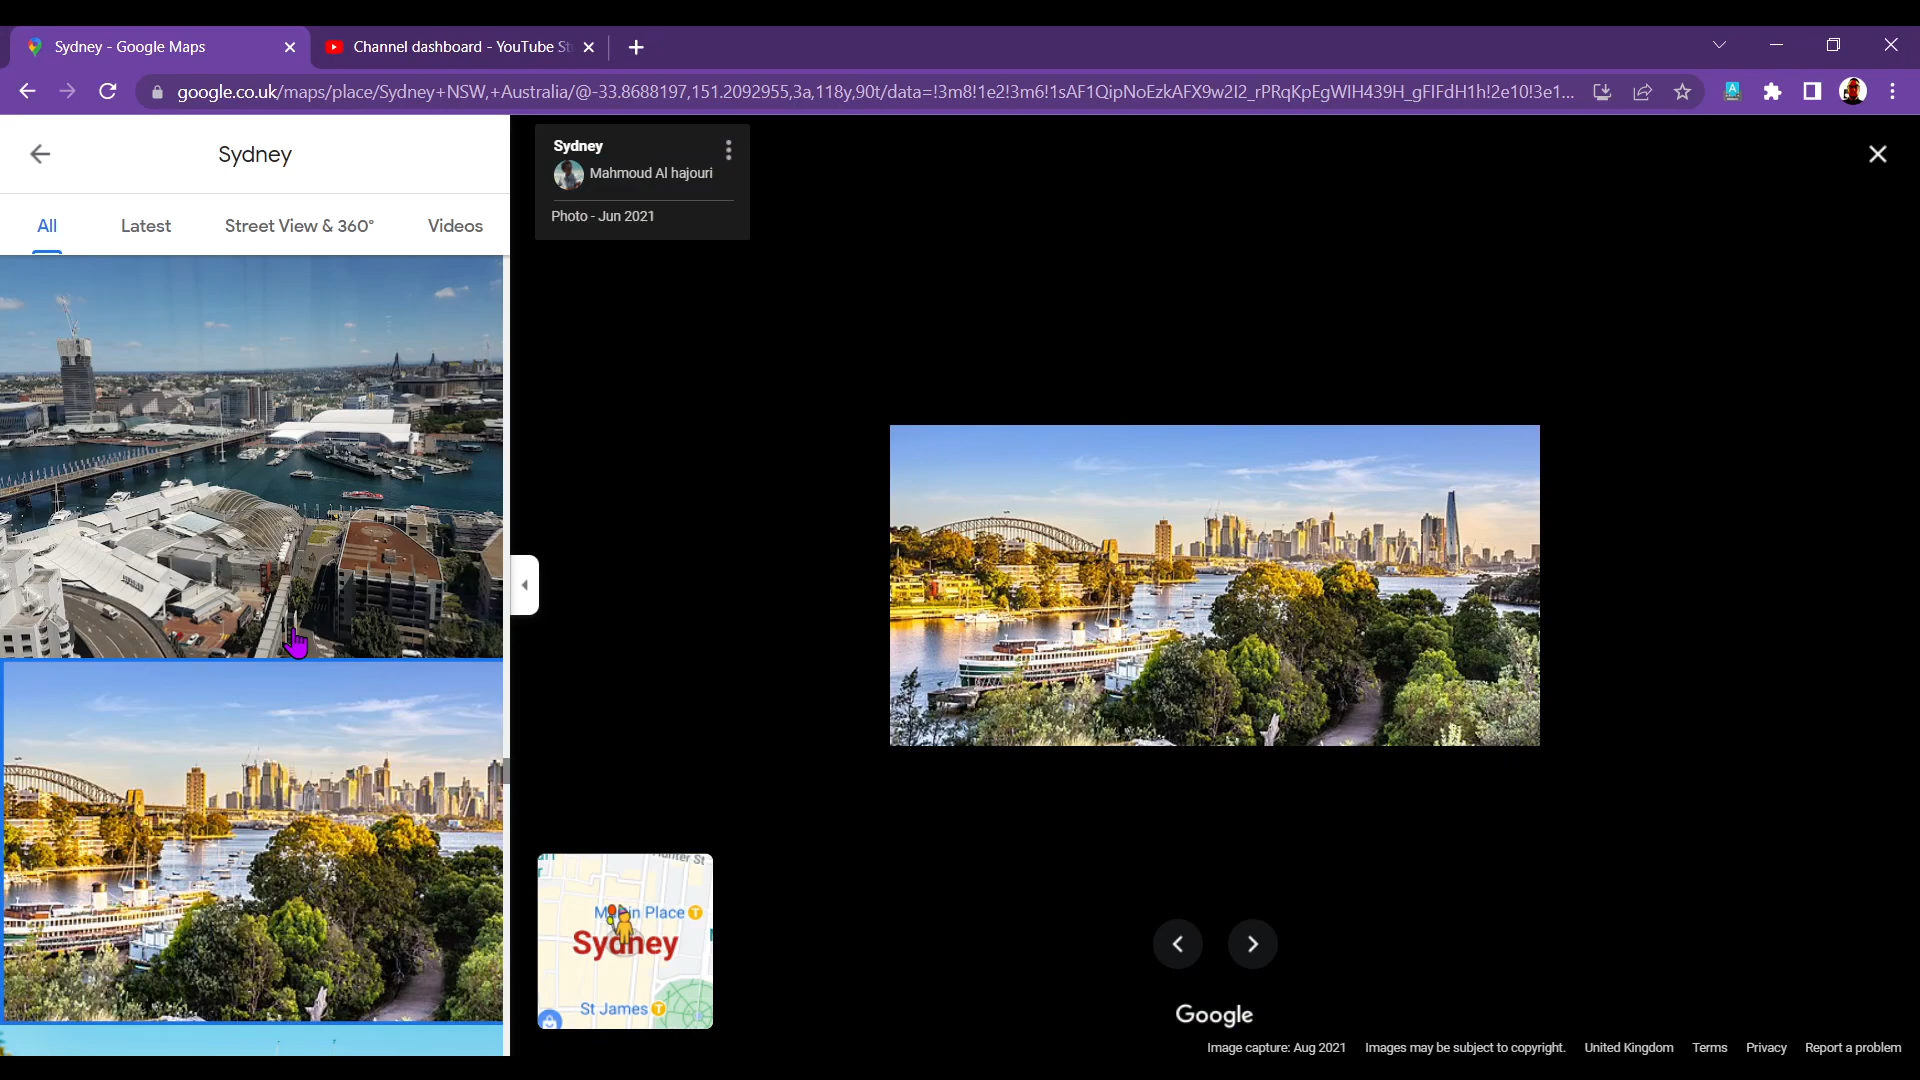 Sydney - Google Maps
Channel dashboard - YouTube St
google.co.uk/maps/place/Sydney+NSW,+Australia/@-33.8688197,151.2092955,3a,118y,90t/data=!3m8!1e2!3m6!1sAF1QipNoEzkAFX9w2I2_rPRqKpEgWIH439H_gFIFdH1h!2e10!3e1...
Sydney
All
Latest
Street View & 360°
Videos
Sydney
Mahmoud Al hajouri
Photo - Jun 2021
Hunter St
Place
Sydney
St James
Google
Image capture: Aug 2021
Images may be subject to copyright.
United Kingdom
Terms
Privacy
Report a problem